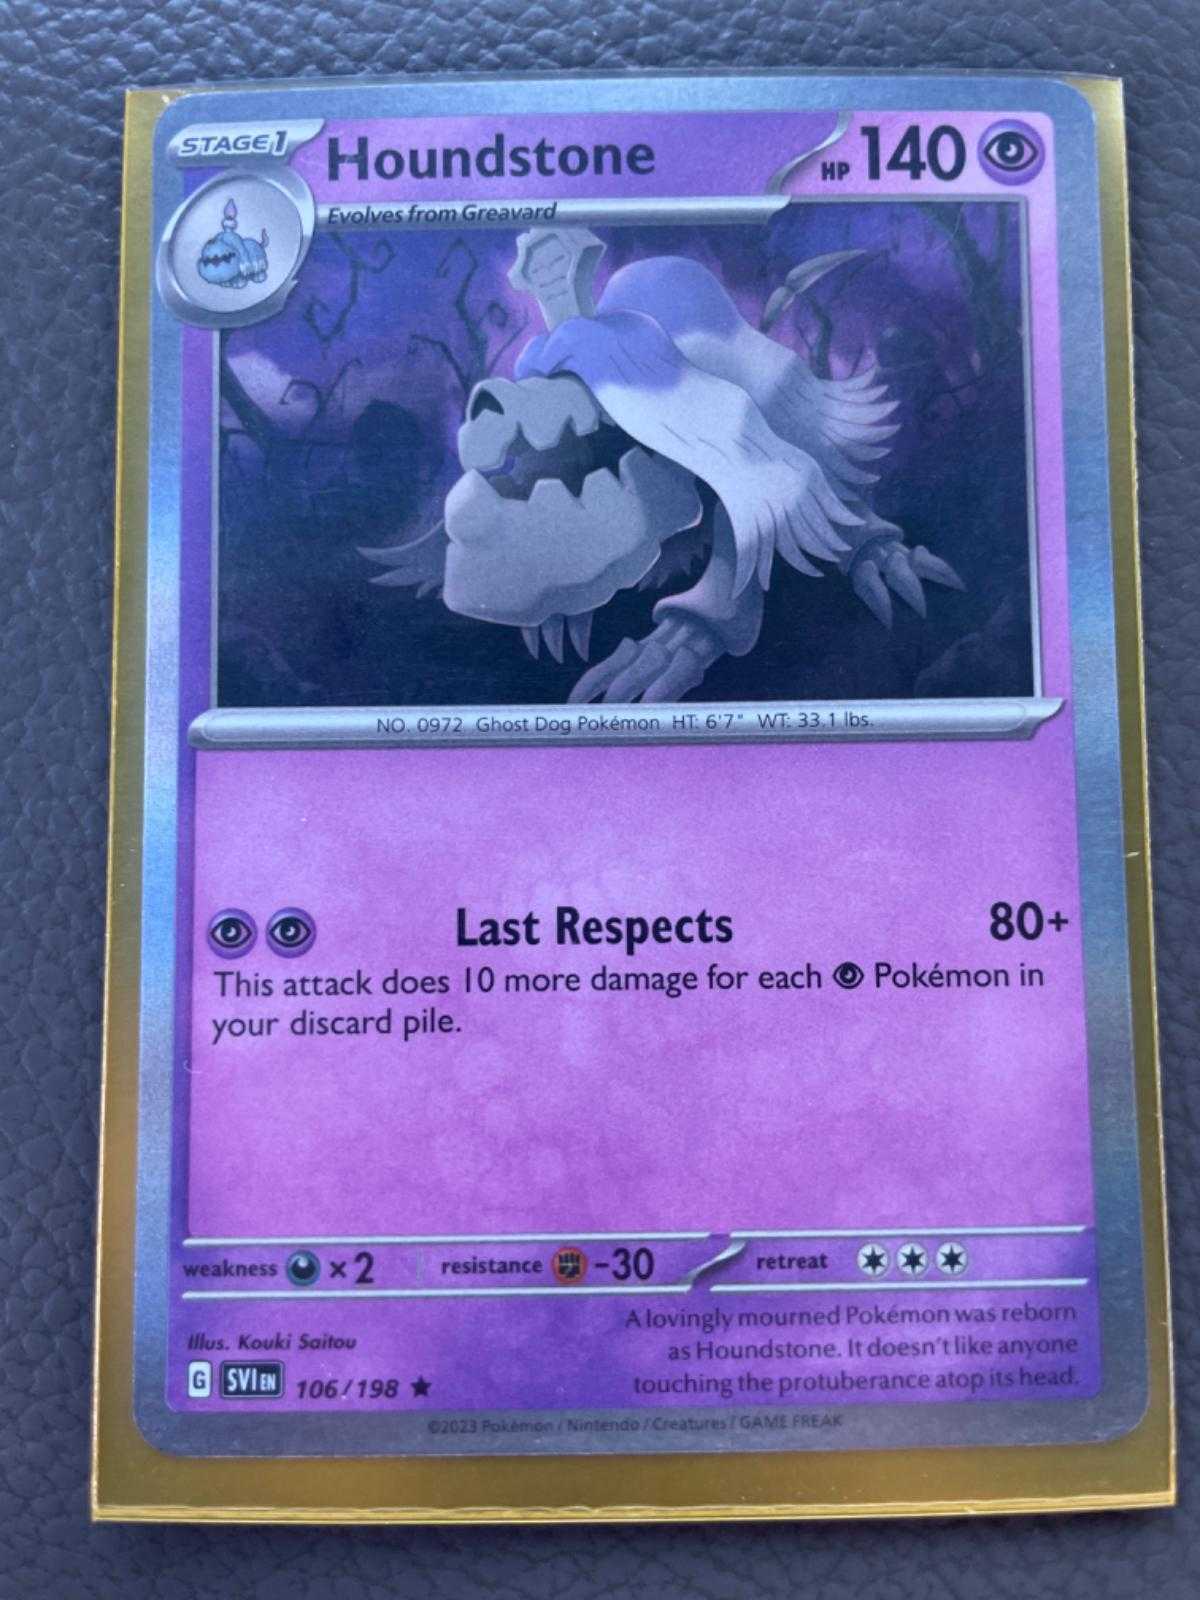 STAGE1
Houndstone
HP 140
Evolves from Greavard
NO. 0972 Ghost Dog Pokémon HT: 6'7" WT: 33.1 lbs.
Last Respects 80+
This attack does 10 more damage for each Pokémon in
your discard pile.
weakness ×2 resistance -30 retreat
Illus. Kouki Saitou
A lovingly mourned Pokémon was reborn
as Houndstone. It doesn't like anyone
touching the protuberance atop its head.
G SVI EN 106/198 ★
©2023 Pokémon / Nintendo / Creatures / GAME FREAK